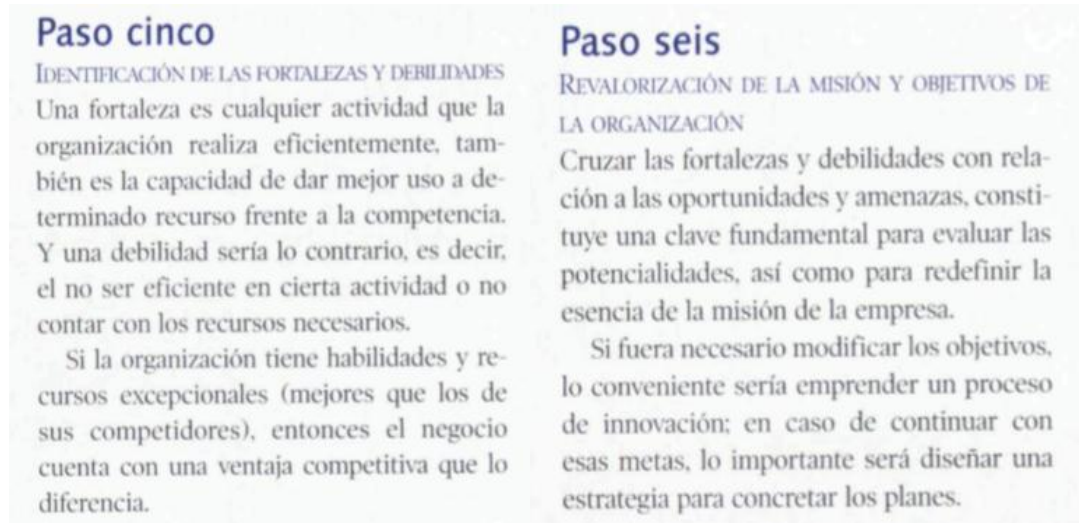 Paso cinco
IDENTIFICACIÓN DE LAS FORTALEZAS Y DEBILIDADES
Una fortaleza es cualquier actividad que la
organización realiza eficientemente, tam-
bién es la capacidad de dar mejor uso a de-
terminado recurso frente a la competencia.
Y una debilidad sería lo contrario, es decir,
el no ser eficiente en cierta actividad o no
contar con los recursos necesarios.
Si la organización tiene habilidades y re-
cursos excepcionales (mejores que los de
sus competidores), entonces el negocio
cuenta con una ventaja competitiva que lo
diferencia.
Paso seis
REVALORIZACIÓN DE LA MISIÓN Y OBJETIVOS DE
LA ORGANIZACIÓN
Cruzar las fortalezas y debilidades con rela-
ción a las oportunidades y amenazas, consti-
tuye una clave fundamental para evaluar las
potencialidades, así como para redefinir la
esencia de la misión de la empresa.
Si fuera necesario modificar los objetivos,
lo conveniente sería emprender un proceso
de innovación; en caso de continuar con
esas metas, lo importante será diseñar una
estrategia para concretar los planes.